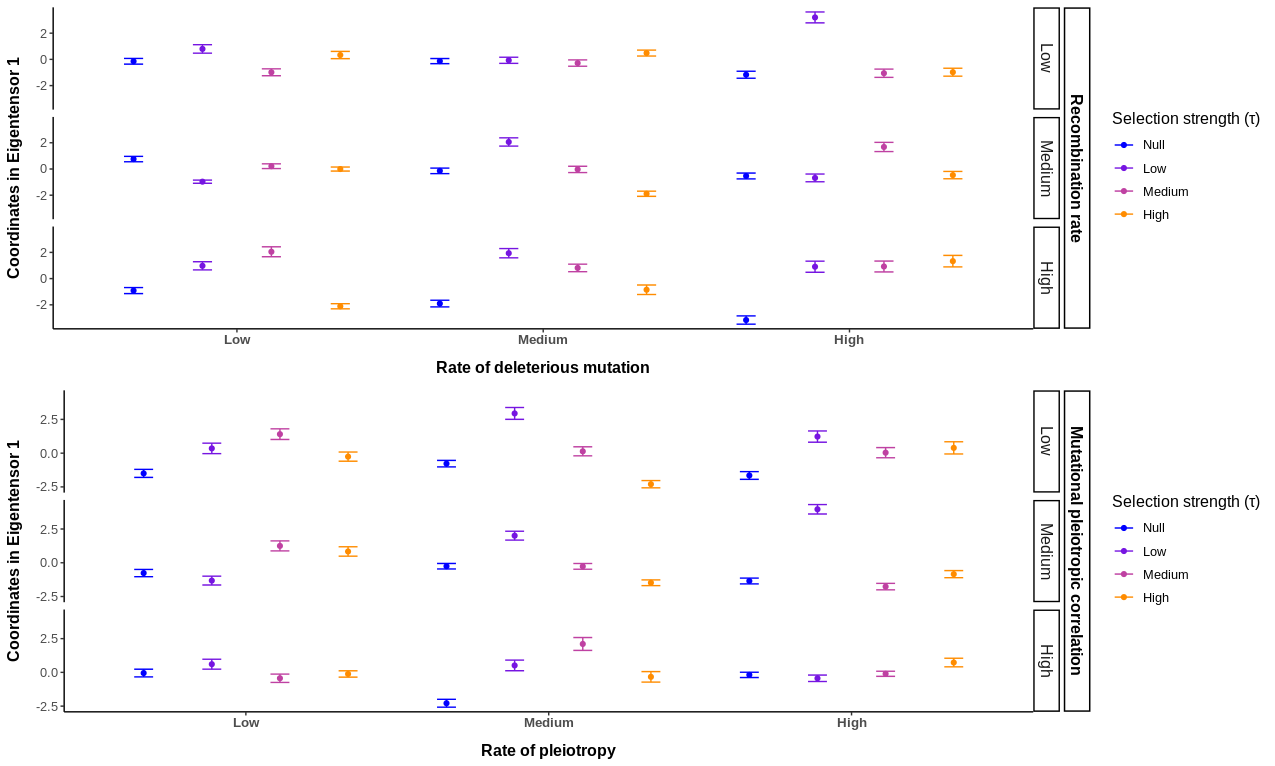 Coordinates in Eigentensor 1
2
0
-2
Low
2
0
-2
Medium
2
0
-2
High
Recombination rate
Low
Medium
High
Rate of deleterious mutation
Selection strength (τ)
Null
Low
Medium
High
Coordinates in Eigentensor 1
2.5
0.0
-2.5
Low
2.5
0.0
-2.5
Medium
2.5
0.0
-2.5
High
Mutational pleiotropic correlation
Low
Medium
High
Rate of pleiotropy
Selection strength (τ)
Null
Low
Medium
High